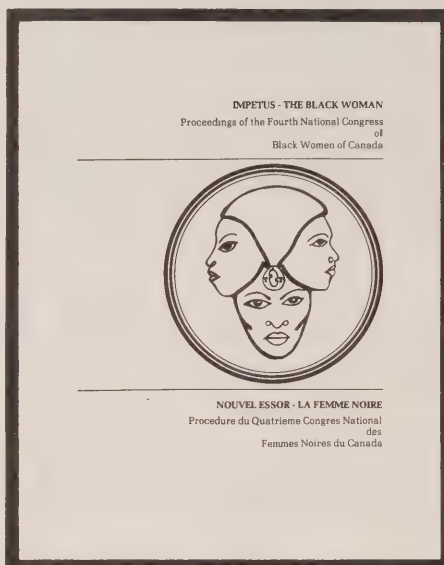 IMPETUS - THE BLACK WOMAN
Proceedings of the Fourth National Congress
of
Black Women of Canada
NOUVEL ESSOR - LA FEMME NOIRE
Procedure du Quatrieme Congres National
des
Femmes Noires du Canada